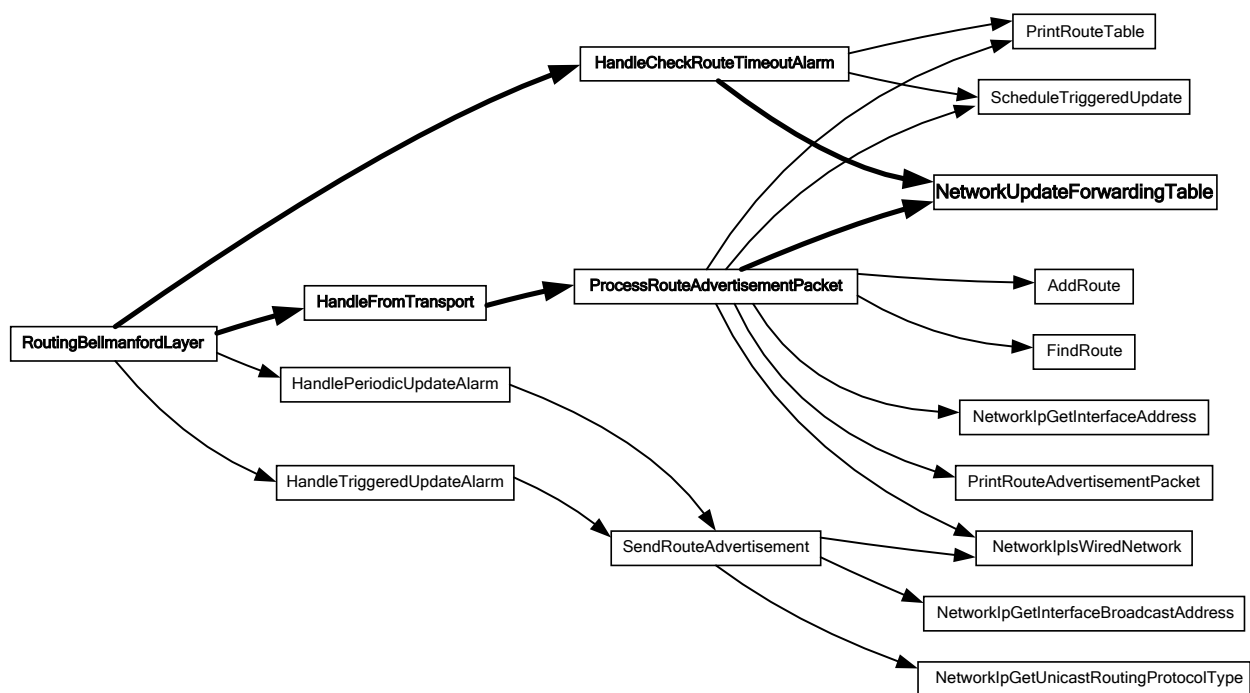 PrintRouteTable
HandleCheckRouteTimeoutAlarm
ScheduleTriggeredUpdate
NetworkUpdateForwardingTable
ProcessRouteAdvertisementPacket
AddRoute
HandleFromTransport
RoutingBellmanfordLayer
FindRoute
HandlePeriodicUpdateAlarm
NetworkIpGetInterfaceAddress
HandleTriggeredUpdateAlarm
PrintRouteAdvertisementPacket
SendRouteAdvertisement
NetworkIpIsWiredNetwork
NetworkIpGetInterfaceBroadcastAddress
NetworkIpGetUnicastRoutingProtocolType